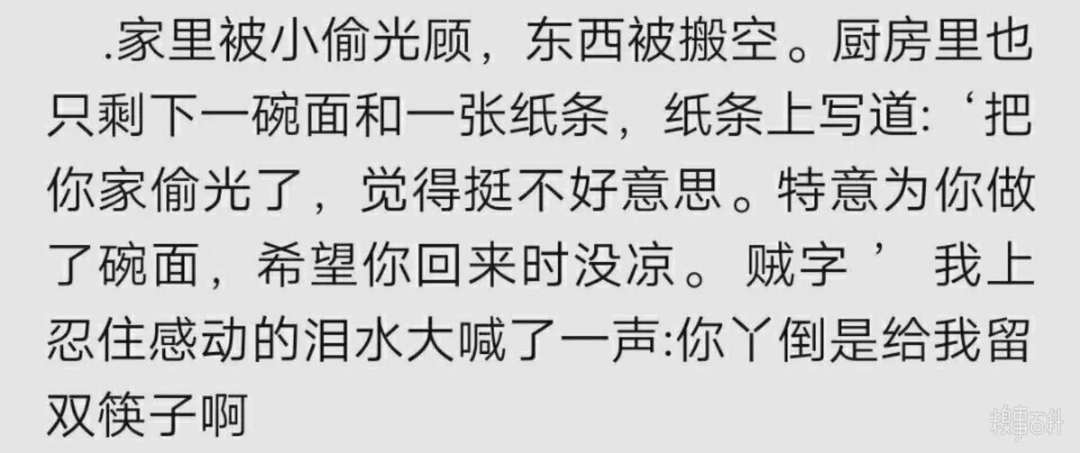 .家里被小偷光顾，东西被搬空。厨房里也
只剩下一碗面和一张纸条，纸条上写道:‘把
你家偷光了，觉得挺不好意思。特意为你做
了碗面，希望你回来时没凉。 贼字 ’ 我上
忍住感动的泪水大喊了一声:你丫倒是给我留
双筷子啊
糗事百科